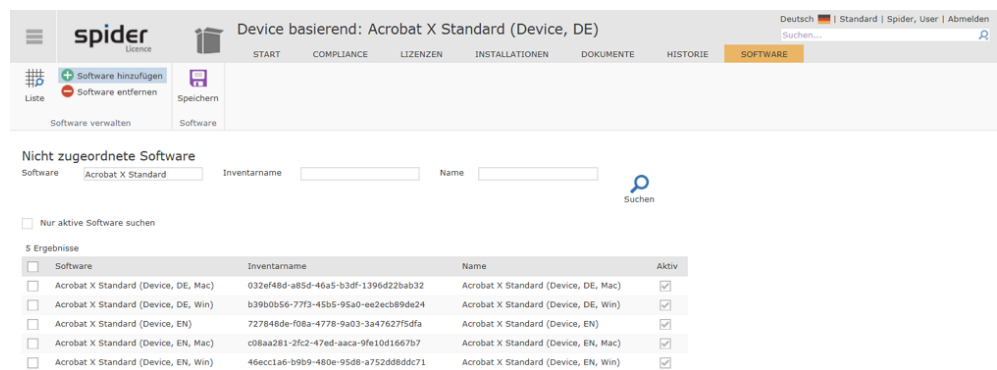 Deutsch | Standard | Spider, User | Abmelden
spider
Licence
Device basierend: Acrobat X Standard (Device, DE)
Suchen...
START COMPLIANCE LIZENZEN INSTALLATIONEN DOKUMENTE HISTORIE SOFTWARE
Liste
Software hinzufügen
Software entfernen
Speichern
Software verwalten
Software
Nicht zugeordnete Software
Software Acrobat X Standard Inventarname Name
Suchen
Nur aktive Software suchen
5 Ergebnisse
Software Inventarname Name Aktiv
Acrobat X Standard (Device, DE, Mac) 032ef48d-a85d-46a5-b3df-1396d22bab32 Acrobat X Standard (Device, DE, Mac)
Acrobat X Standard (Device, DE, Win) b39b0b56-77f3-45b5-95a0-ee2ecb89de24 Acrobat X Standard (Device, DE, Win)
Acrobat X Standard (Device, EN) 727848de-f08a-4778-9a03-3a47627f5dfa Acrobat X Standard (Device, EN)
Acrobat X Standard (Device, EN, Mac) c08aa281-2fc2-47ed-aaca-9fe10d1667b7 Acrobat X Standard (Device, EN, Mac)
Acrobat X Standard (Device, EN, Win) 46ecc1a6-b9b9-480e-95d8-a752dd8ddc71 Acrobat X Standard (Device, EN, Win)